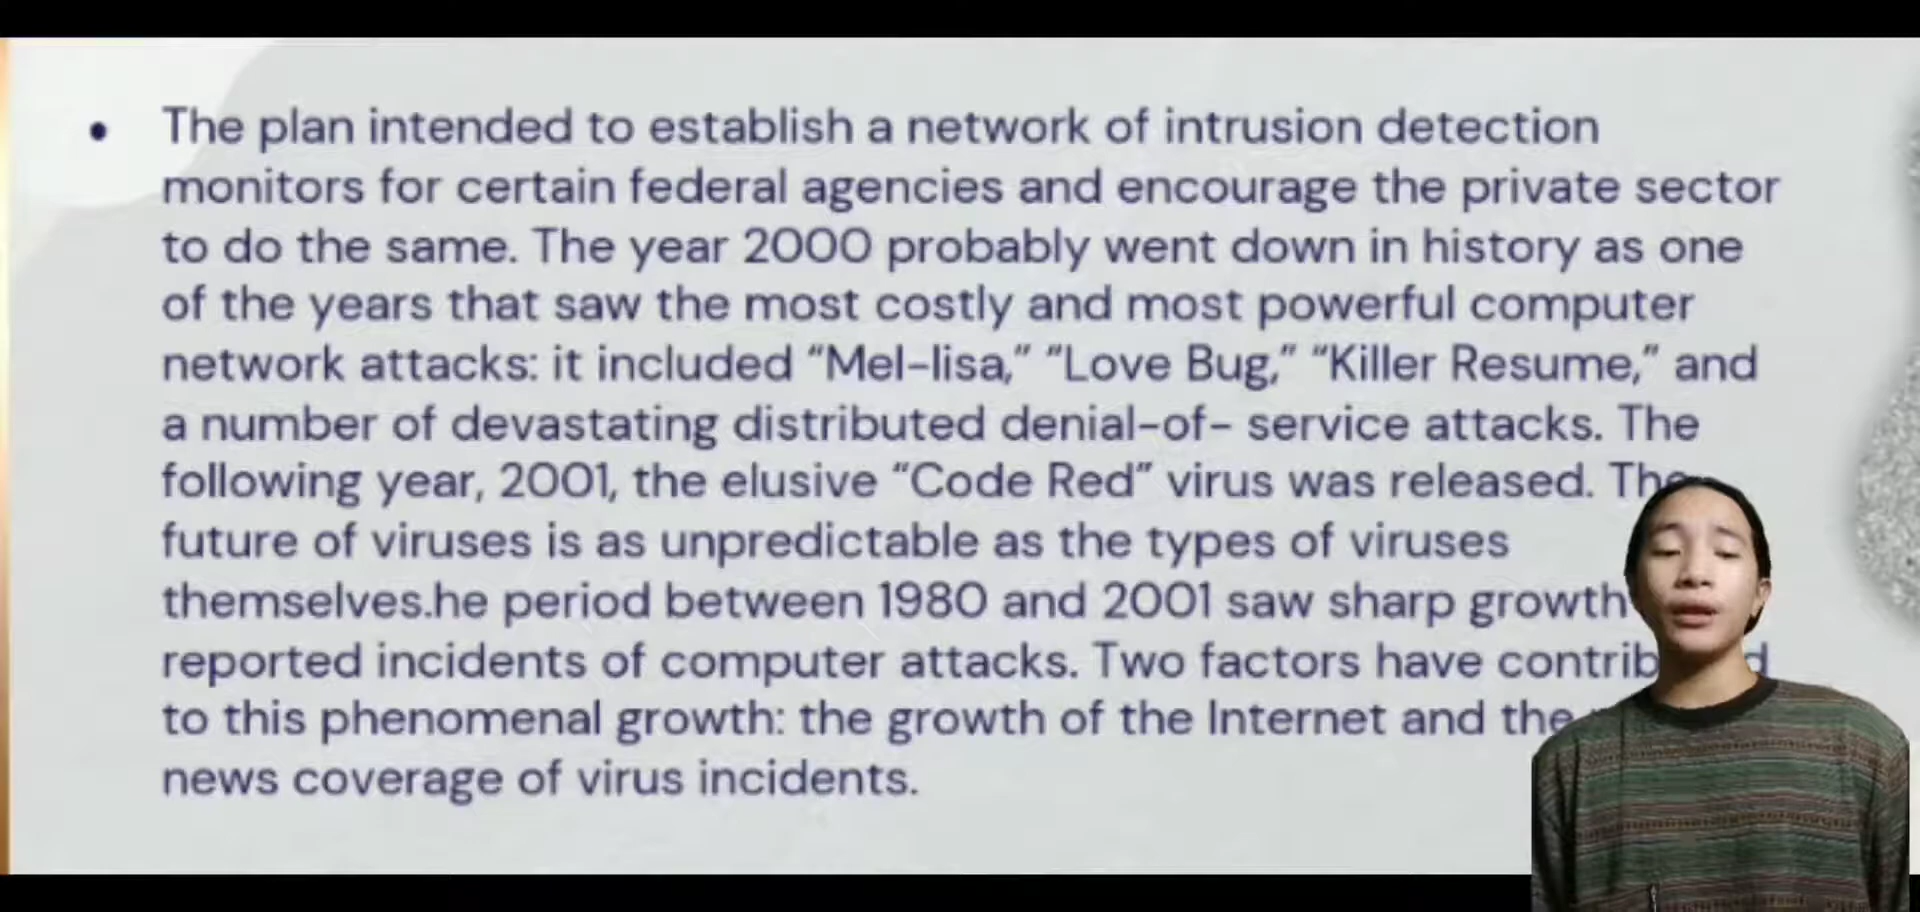 • The plan intended to establish a network of intrusion detection
monitors for certain federal agencies and encourage the private sector
to do the same. The year 2000 probably went down in history as one
of the years that saw the most costly and most powerful computer
network attacks: it included “Mel-lisa,” “Love Bug,” “Killer Resume,” and
a number of devastating distributed denial-of- service attacks. The
following year, 2001, the elusive “Code Red” virus was released. The
future of viruses is as unpredictable as the types of viruses
themselves.he period between 1980 and 2001 saw sharp growth
reported incidents of computer attacks. Two factors have
to this phenomenal growth: the growth of the Internet and the
news coverage of virus incidents.